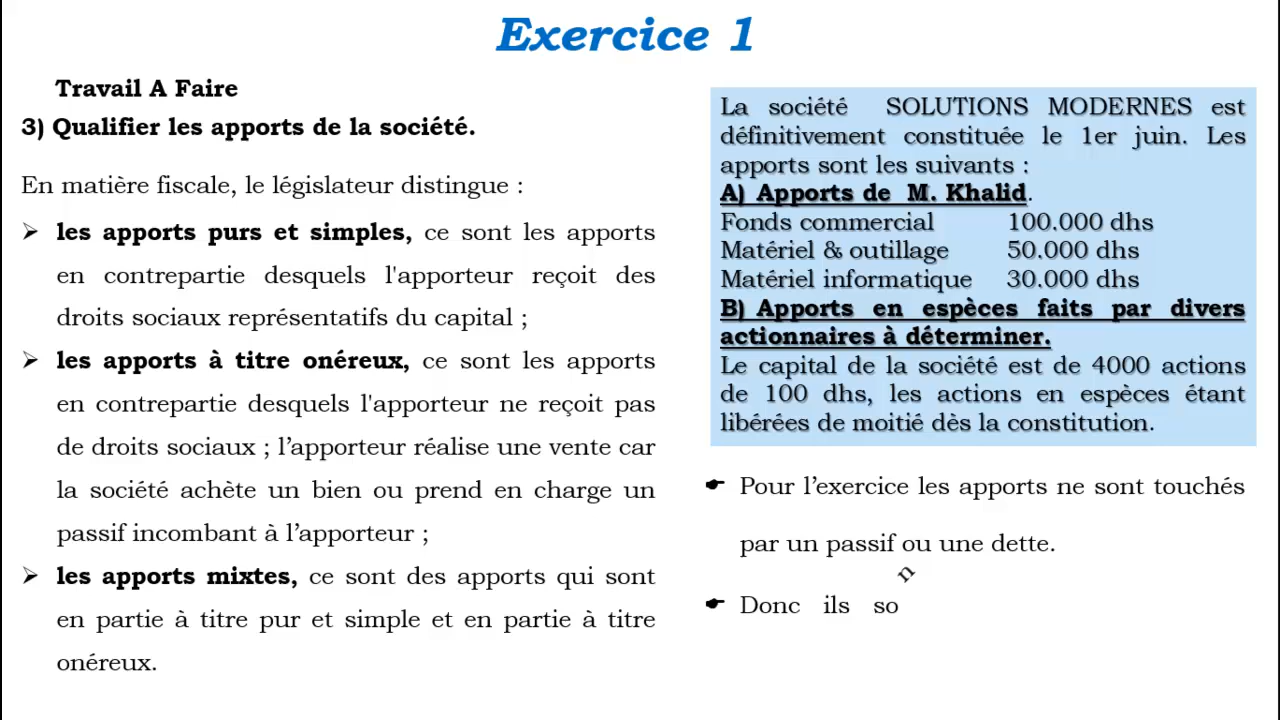 Exercice 1
Travail A Faire
3) Qualifier les apports de la société.
En matière fiscale, le législateur distingue :
➢ les apports purs et simples, ce sont les apports
en contrepartie desquels l'apporteur reçoit des
droits sociaux représentatifs du capital ;
➢ les apports à titre onéreux, ce sont les apports
en contrepartie desquels l'apporteur ne reçoit pas
de droits sociaux ; l’apporteur réalise une vente car
la société achète un bien ou prend en charge un
passif incombant à l’apporteur ;
➢ les apports mixtes, ce sont des apports qui sont
en partie à titre pur et simple et en partie à titre
onéreux.
La société SOLUTIONS MODERNES est
définitivement constituée le 1er juin. Les
apports sont les suivants :
A) Apports de M. Khalid.
Fonds commercial 100.000 dhs
Matériel & outillage 50.000 dhs
Matériel informatique 30.000 dhs
B) Apports en espèces faits par divers
actionnaires à déterminer.
Le capital de la société est de 4000 actions
de 100 dhs, les actions en espèces étant
libérées de moitié dès la constitution.
☛ Pour l’exercice les apports ne sont touchés
par un passif ou une dette.
☛ Donc ils son